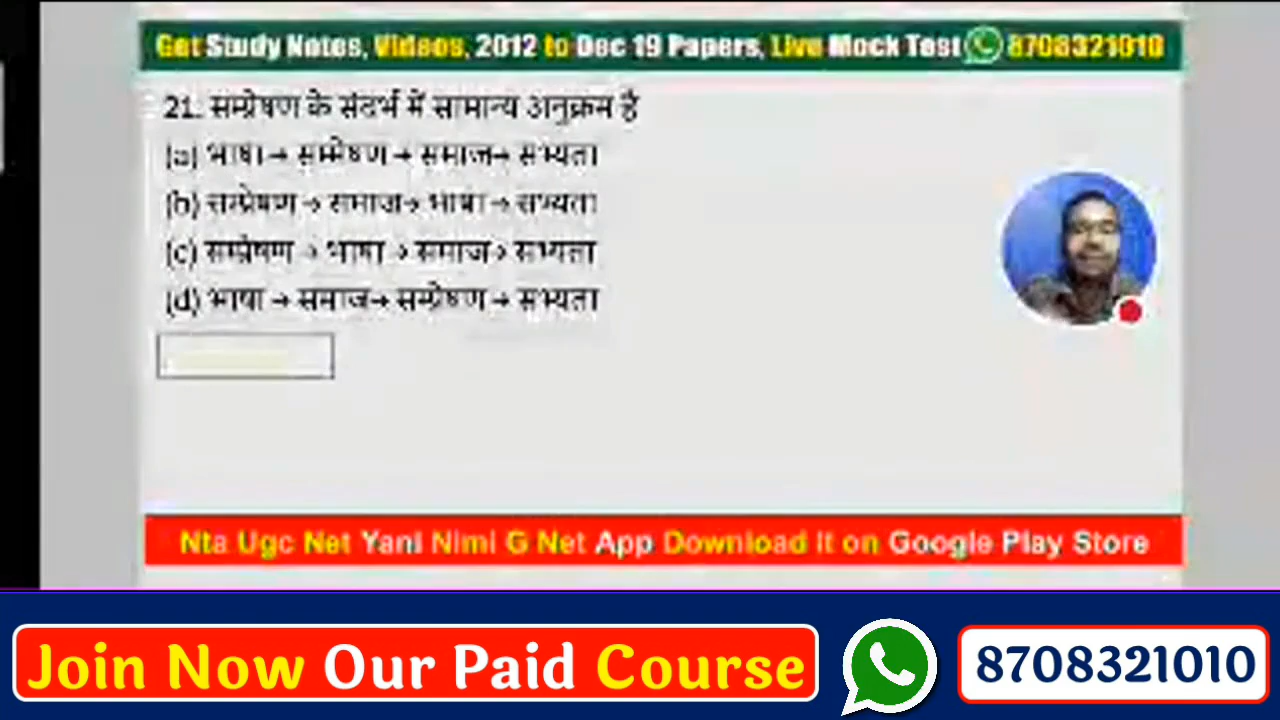 Get Study Notes, Videos, 2012 to Dec 19 Papers, Live Mock Test 8708321010
21. सम्प्रेषण के संदर्भ में सामान्य अनुक्रम है
(a) भाषा → सम्प्रेषण → समाज → सभ्यता
(b) सम्प्रेषण → समाज → भाषा → सभ्यता
(c) सम्प्रेषण → भाषा → समाज → सभ्यता
(d) भाषा → समाज → सम्प्रेषण → सभ्यता
Nta Ugc Net Yani Nimi G Net App Download it on Google Play Store
Join Now Our Paid Course 8708321010